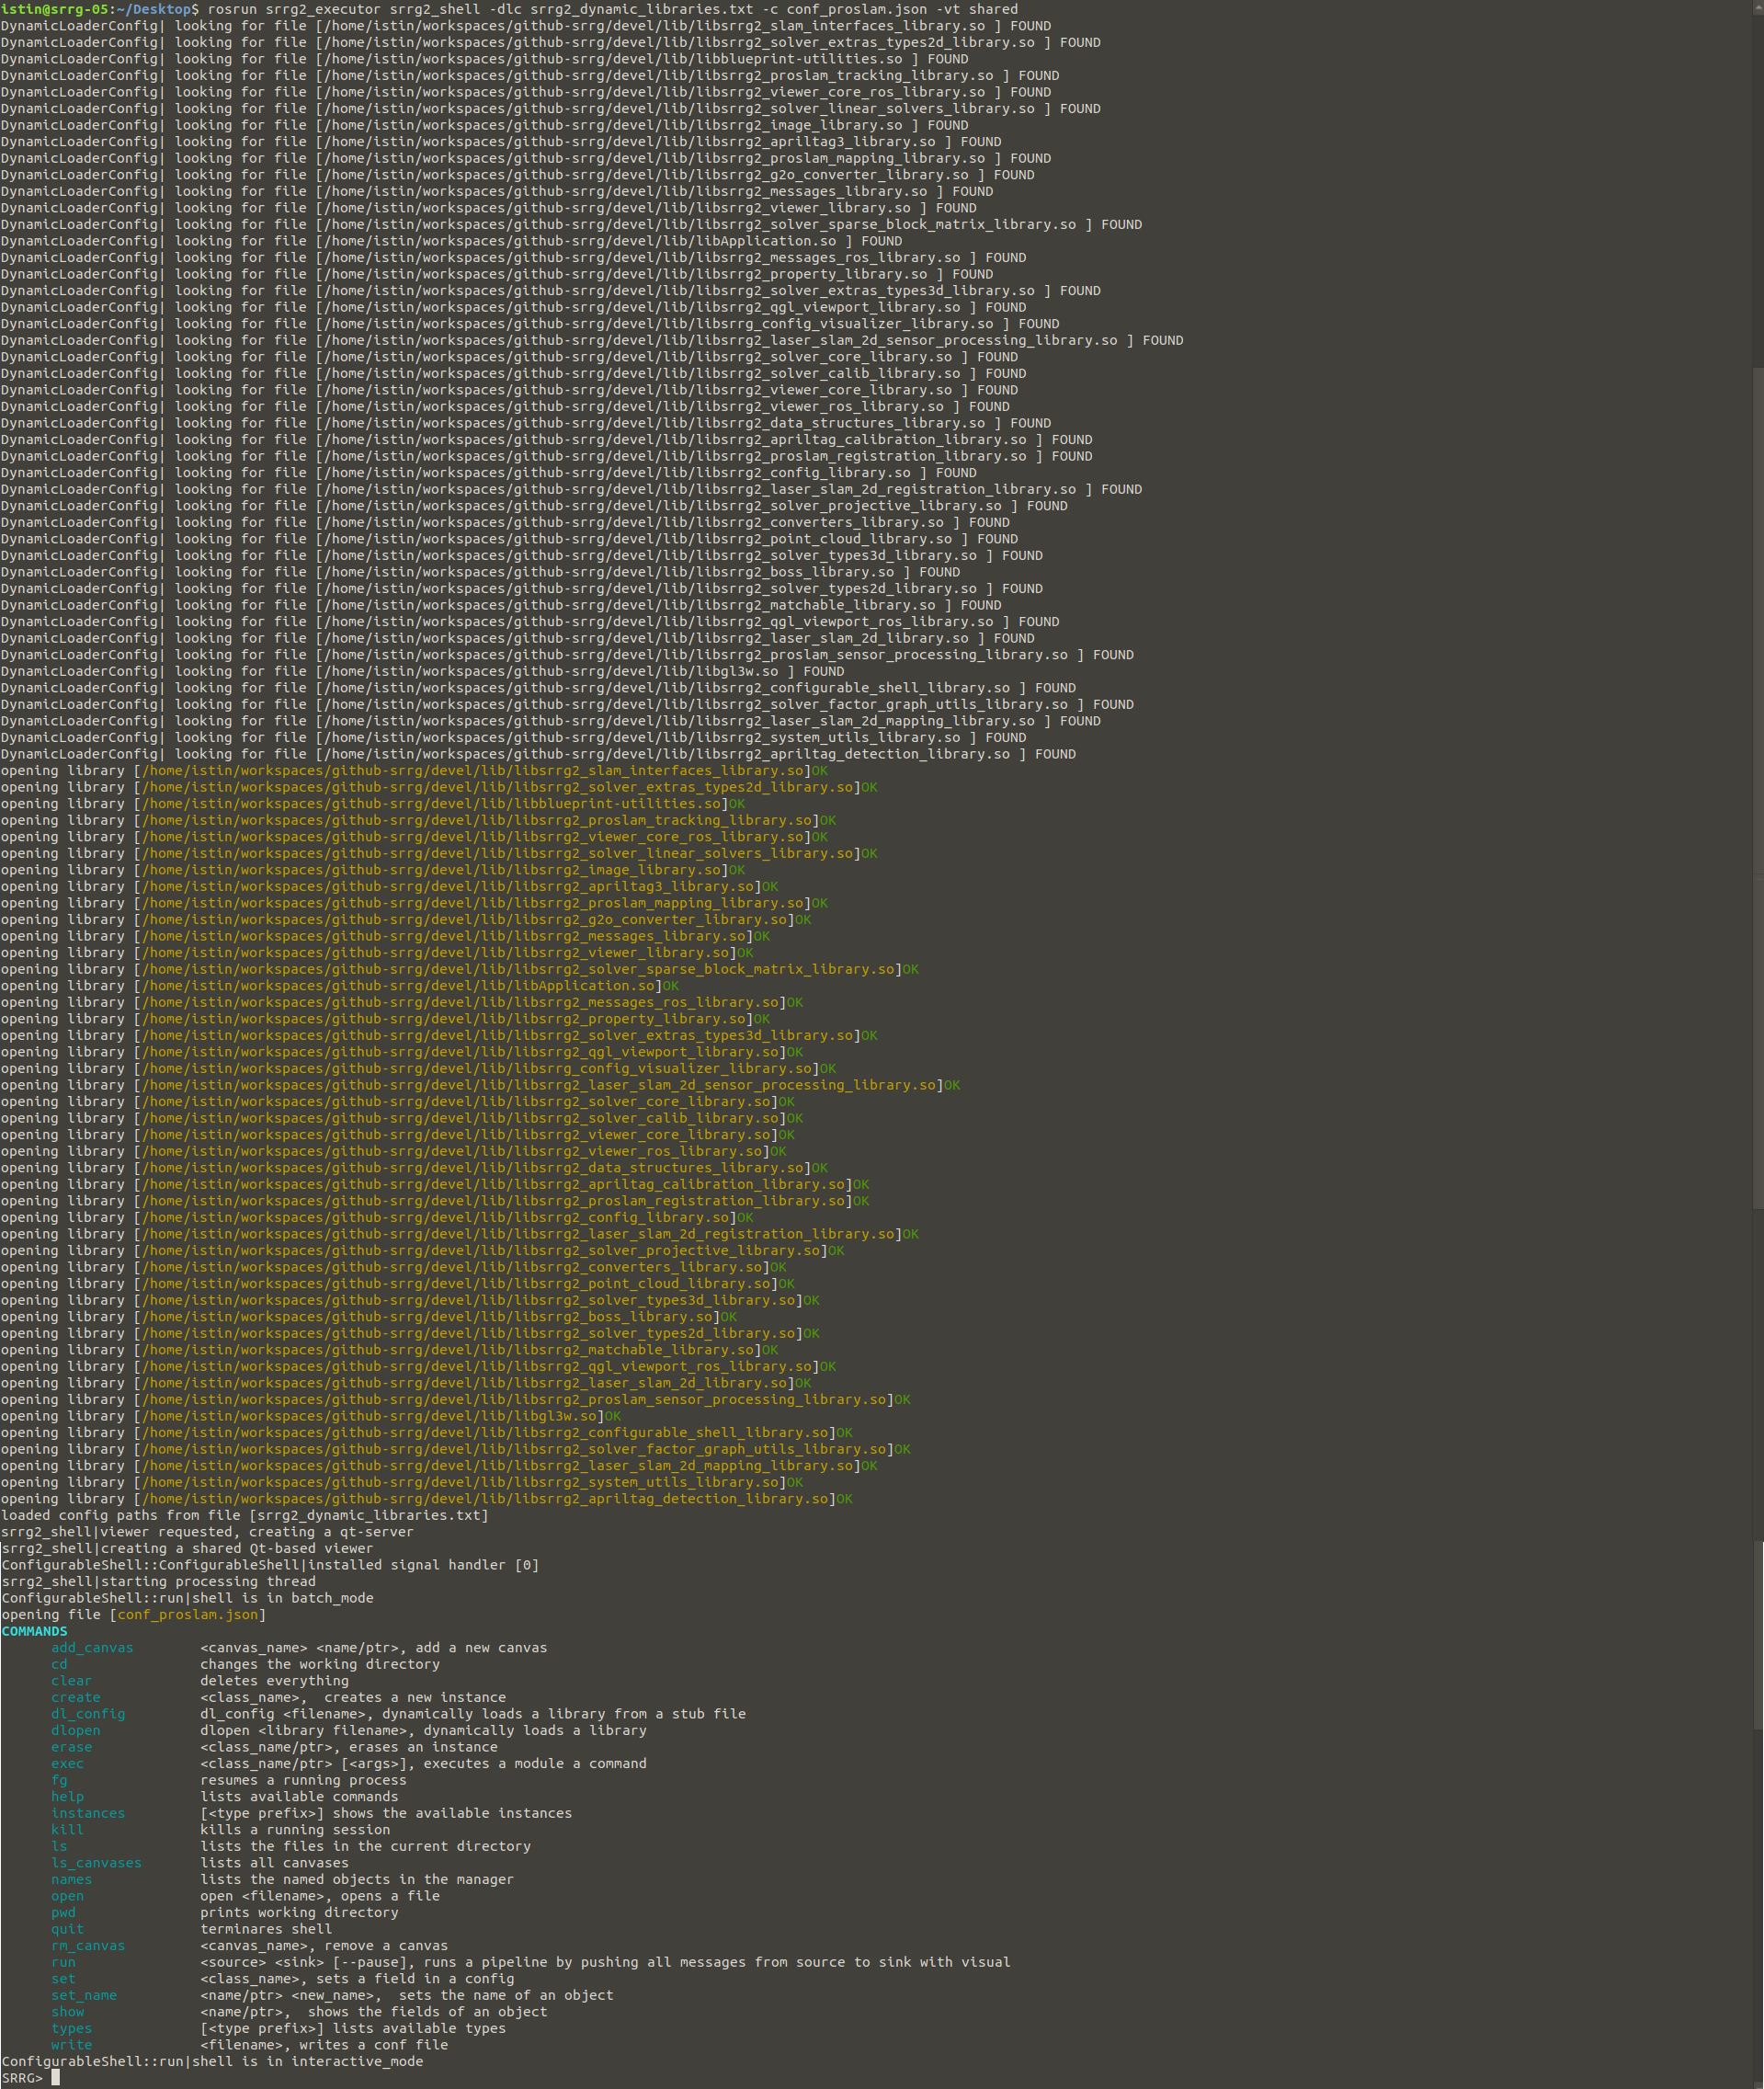 istin@srrg-05:~/Desktop$ rosrun srrg2_executor srrg2_shell -dlc srrg2_dynamic_libraries.txt -c conf_proslam.json -vt shared
DynamicLoaderConfig| looking for file [/home/istin/workspaces/github-srrg/devel/lib/libsrrg2_slam_interfaces_library.so ] FOUND
DynamicLoaderConfig| looking for file [/home/istin/workspaces/github-srrg/devel/lib/libsrrg2_solver_extras_types2d_library.so ] FOUND
DynamicLoaderConfig| looking for file [/home/istin/workspaces/github-srrg/devel/lib/libblueprint-utilities.so ] FOUND
DynamicLoaderConfig| looking for file [/home/istin/workspaces/github-srrg/devel/lib/libsrrg2_proslam_tracking_library.so ] FOUND
DynamicLoaderConfig| looking for file [/home/istin/workspaces/github-srrg/devel/lib/libsrrg2_viewer_core_ros_library.so ] FOUND
DynamicLoaderConfig| looking for file [/home/istin/workspaces/github-srrg/devel/lib/libsrrg2_solver_linear_solvers_library.so ] FOUND
DynamicLoaderConfig| looking for file [/home/istin/workspaces/github-srrg/devel/lib/libsrrg2_image_library.so ] FOUND
DynamicLoaderConfig| looking for file [/home/istin/workspaces/github-srrg/devel/lib/libsrrg2_apriltag3_library.so ] FOUND
DynamicLoaderConfig| looking for file [/home/istin/workspaces/github-srrg/devel/lib/libsrrg2_proslam_mapping_library.so ] FOUND
DynamicLoaderConfig| looking for file [/home/istin/workspaces/github-srrg/devel/lib/libsrrg2_g2o_converter_library.so ] FOUND
DynamicLoaderConfig| looking for file [/home/istin/workspaces/github-srrg/devel/lib/libsrrg2_messages_library.so ] FOUND
DynamicLoaderConfig| looking for file [/home/istin/workspaces/github-srrg/devel/lib/libsrrg2_viewer_library.so ] FOUND
DynamicLoaderConfig| looking for file [/home/istin/workspaces/github-srrg/devel/lib/libsrrg2_solver_sparse_block_matrix_library.so ] FOUND
DynamicLoaderConfig| looking for file [/home/istin/workspaces/github-srrg/devel/lib/libApplication.so ] FOUND
DynamicLoaderConfig| looking for file [/home/istin/workspaces/github-srrg/devel/lib/libsrrg2_messages_ros_library.so ] FOUND
DynamicLoaderConfig| looking for file [/home/istin/workspaces/github-srrg/devel/lib/libsrrg2_property_library.so ] FOUND
DynamicLoaderConfig| looking for file [/home/istin/workspaces/github-srrg/devel/lib/libsrrg2_solver_extras_types3d_library.so ] FOUND
DynamicLoaderConfig| looking for file [/home/istin/workspaces/github-srrg/devel/lib/libsrrg2_qgl_viewport_library.so ] FOUND
DynamicLoaderConfig| looking for file [/home/istin/workspaces/github-srrg/devel/lib/libsrrg_config_visualizer_library.so ] FOUND
DynamicLoaderConfig| looking for file [/home/istin/workspaces/github-srrg/devel/lib/libsrrg2_laser_slam_2d_sensor_processing_library.so ] FOUND
DynamicLoaderConfig| looking for file [/home/istin/workspaces/github-srrg/devel/lib/libsrrg2_solver_core_library.so ] FOUND
DynamicLoaderConfig| looking for file [/home/istin/workspaces/github-srrg/devel/lib/libsrrg2_solver_calib_library.so ] FOUND
DynamicLoaderConfig| looking for file [/home/istin/workspaces/github-srrg/devel/lib/libsrrg2_viewer_core_library.so ] FOUND
DynamicLoaderConfig| looking for file [/home/istin/workspaces/github-srrg/devel/lib/libsrrg2_viewer_ros_library.so ] FOUND
DynamicLoaderConfig| looking for file [/home/istin/workspaces/github-srrg/devel/lib/libsrrg2_data_structures_library.so ] FOUND
DynamicLoaderConfig| looking for file [/home/istin/workspaces/github-srrg/devel/lib/libsrrg2_apriltag_calibration_library.so ] FOUND
DynamicLoaderConfig| looking for file [/home/istin/workspaces/github-srrg/devel/lib/libsrrg2_proslam_registration_library.so ] FOUND
DynamicLoaderConfig| looking for file [/home/istin/workspaces/github-srrg/devel/lib/libsrrg2_config_library.so ] FOUND
DynamicLoaderConfig| looking for file [/home/istin/workspaces/github-srrg/devel/lib/libsrrg2_laser_slam_2d_registration_library.so ] FOUND
DynamicLoaderConfig| looking for file [/home/istin/workspaces/github-srrg/devel/lib/libsrrg2_solver_projective_library.so ] FOUND
DynamicLoaderConfig| looking for file [/home/istin/workspaces/github-srrg/devel/lib/libsrrg2_converters_library.so ] FOUND
DynamicLoaderConfig| looking for file [/home/istin/workspaces/github-srrg/devel/lib/libsrrg2_point_cloud_library.so ] FOUND
DynamicLoaderConfig| looking for file [/home/istin/workspaces/github-srrg/devel/lib/libsrrg2_solver_types3d_library.so ] FOUND
DynamicLoaderConfig| looking for file [/home/istin/workspaces/github-srrg/devel/lib/libsrrg2_boss_library.so ] FOUND
DynamicLoaderConfig| looking for file [/home/istin/workspaces/github-srrg/devel/lib/libsrrg2_solver_types2d_library.so ] FOUND
DynamicLoaderConfig| looking for file [/home/istin/workspaces/github-srrg/devel/lib/libsrrg2_matchable_library.so ] FOUND
DynamicLoaderConfig| looking for file [/home/istin/workspaces/github-srrg/devel/lib/libsrrg2_qgl_viewport_ros_library.so ] FOUND
DynamicLoaderConfig| looking for file [/home/istin/workspaces/github-srrg/devel/lib/libsrrg2_laser_slam_2d_library.so ] FOUND
DynamicLoaderConfig| looking for file [/home/istin/workspaces/github-srrg/devel/lib/libsrrg2_proslam_sensor_processing_library.so ] FOUND
DynamicLoaderConfig| looking for file [/home/istin/workspaces/github-srrg/devel/lib/libgl3w.so ] FOUND
DynamicLoaderConfig| looking for file [/home/istin/workspaces/github-srrg/devel/lib/libsrrg2_configurable_shell_library.so ] FOUND
DynamicLoaderConfig| looking for file [/home/istin/workspaces/github-srrg/devel/lib/libsrrg2_solver_factor_graph_utils_library.so ] FOUND
DynamicLoaderConfig| looking for file [/home/istin/workspaces/github-srrg/devel/lib/libsrrg2_laser_slam_2d_mapping_library.so ] FOUND
DynamicLoaderConfig| looking for file [/home/istin/workspaces/github-srrg/devel/lib/libsrrg2_system_utils_library.so ] FOUND
DynamicLoaderConfig| looking for file [/home/istin/workspaces/github-srrg/devel/lib/libsrrg2_apriltag_detection_library.so ] FOUND
opening library [/home/istin/workspaces/github-srrg/devel/lib/libsrrg2_slam_interfaces_library.so]OK
opening library [/home/istin/workspaces/github-srrg/devel/lib/libsrrg2_solver_extras_types2d_library.so]OK
opening library [/home/istin/workspaces/github-srrg/devel/lib/libblueprint-utilities.so]OK
opening library [/home/istin/workspaces/github-srrg/devel/lib/libsrrg2_proslam_tracking_library.so]OK
opening library [/home/istin/workspaces/github-srrg/devel/lib/libsrrg2_viewer_core_ros_library.so]OK
opening library [/home/istin/workspaces/github-srrg/devel/lib/libsrrg2_solver_linear_solvers_library.so]OK
opening library [/home/istin/workspaces/github-srrg/devel/lib/libsrrg2_image_library.so]OK
opening library [/home/istin/workspaces/github-srrg/devel/lib/libsrrg2_apriltag3_library.so]OK
opening library [/home/istin/workspaces/github-srrg/devel/lib/libsrrg2_proslam_mapping_library.so]OK
opening library [/home/istin/workspaces/github-srrg/devel/lib/libsrrg2_g2o_converter_library.so]OK
opening library [/home/istin/workspaces/github-srrg/devel/lib/libsrrg2_messages_library.so]OK
opening library [/home/istin/workspaces/github-srrg/devel/lib/libsrrg2_viewer_library.so]OK
opening library [/home/istin/workspaces/github-srrg/devel/lib/libsrrg2_solver_sparse_block_matrix_library.so]OK
opening library [/home/istin/workspaces/github-srrg/devel/lib/libApplication.so]OK
opening library [/home/istin/workspaces/github-srrg/devel/lib/libsrrg2_messages_ros_library.so]OK
opening library [/home/istin/workspaces/github-srrg/devel/lib/libsrrg2_property_library.so]OK
opening library [/home/istin/workspaces/github-srrg/devel/lib/libsrrg2_solver_extras_types3d_library.so]OK
opening library [/home/istin/workspaces/github-srrg/devel/lib/libsrrg2_qgl_viewport_library.so]OK
opening library [/home/istin/workspaces/github-srrg/devel/lib/libsrrg_config_visualizer_library.so]OK
opening library [/home/istin/workspaces/github-srrg/devel/lib/libsrrg2_laser_slam_2d_sensor_processing_library.so]OK
opening library [/home/istin/workspaces/github-srrg/devel/lib/libsrrg2_solver_core_library.so]OK
opening library [/home/istin/workspaces/github-srrg/devel/lib/libsrrg2_solver_calib_library.so]OK
opening library [/home/istin/workspaces/github-srrg/devel/lib/libsrrg2_viewer_core_library.so]OK
opening library [/home/istin/workspaces/github-srrg/devel/lib/libsrrg2_viewer_ros_library.so]OK
opening library [/home/istin/workspaces/github-srrg/devel/lib/libsrrg2_data_structures_library.so]OK
opening library [/home/istin/workspaces/github-srrg/devel/lib/libsrrg2_apriltag_calibration_library.so]OK
opening library [/home/istin/workspaces/github-srrg/devel/lib/libsrrg2_proslam_registration_library.so]OK
opening library [/home/istin/workspaces/github-srrg/devel/lib/libsrrg2_config_library.so]OK
opening library [/home/istin/workspaces/github-srrg/devel/lib/libsrrg2_laser_slam_2d_registration_library.so]OK
opening library [/home/istin/workspaces/github-srrg/devel/lib/libsrrg2_solver_projective_library.so]OK
opening library [/home/istin/workspaces/github-srrg/devel/lib/libsrrg2_converters_library.so]OK
opening library [/home/istin/workspaces/github-srrg/devel/lib/libsrrg2_point_cloud_library.so]OK
opening library [/home/istin/workspaces/github-srrg/devel/lib/libsrrg2_solver_types3d_library.so]OK
opening library [/home/istin/workspaces/github-srrg/devel/lib/libsrrg2_boss_library.so]OK
opening library [/home/istin/workspaces/github-srrg/devel/lib/libsrrg2_solver_types2d_library.so]OK
opening library [/home/istin/workspaces/github-srrg/devel/lib/libsrrg2_matchable_library.so]OK
opening library [/home/istin/workspaces/github-srrg/devel/lib/libsrrg2_qgl_viewport_ros_library.so]OK
opening library [/home/istin/workspaces/github-srrg/devel/lib/libsrrg2_laser_slam_2d_library.so]OK
opening library [/home/istin/workspaces/github-srrg/devel/lib/libsrrg2_proslam_sensor_processing_library.so]OK
opening library [/home/istin/workspaces/github-srrg/devel/lib/libgl3w.so]OK
opening library [/home/istin/workspaces/github-srrg/devel/lib/libsrrg2_configurable_shell_library.so]OK
opening library [/home/istin/workspaces/github-srrg/devel/lib/libsrrg2_solver_factor_graph_utils_library.so]OK
opening library [/home/istin/workspaces/github-srrg/devel/lib/libsrrg2_laser_slam_2d_mapping_library.so]OK
opening library [/home/istin/workspaces/github-srrg/devel/lib/libsrrg2_system_utils_library.so]OK
opening library [/home/istin/workspaces/github-srrg/devel/lib/libsrrg2_apriltag_detection_library.so]OK
loaded config paths from file [srrg2_dynamic_libraries.txt]
srrg2_shell|viewer requested, creating a qt-server
srrg2_shell|creating a shared Qt-based viewer
ConfigurableShell::ConfigurableShell|installed signal handler [0]
srrg2_shell|starting processing thread
ConfigurableShell::run|shell is in batch_mode
opening file [conf_proslam.json]
COMMANDS
add_canvas <canvas_name> <name/ptr>, add a new canvas
cd changes the working directory
clear deletes everything
create <class_name>,  creates a new instance
dl_config dl_config <filename>, dynamically loads a library from a stub file
dlopen dlopen <library filename>, dynamically loads a library
erase <class_name/ptr>, erases an instance
exec <class_name/ptr> [<args>], executes a module a command
fg resumes a running process
help lists available commands
instances [<type prefix>] shows the available instances
kill kills a running session
ls lists the files in the current directory
ls_canvases lists all canvases
names lists the named objects in the manager
open open <filename>, opens a file
pwd prints working directory
quit terminares shell
rm_canvas <canvas_name>, remove a canvas
run <source> <sink> [--pause], runs a pipeline by pushing all messages from source to sink with visual
set <class_name>, sets a field in a config
set_name <name/ptr> <new_name>,  sets the name of an object
show <name/ptr>,  shows the fields of an object
types [<type prefix>] lists available types
write <filename>, writes a conf file
ConfigurableShell::run|shell is in interactive_mode
SRRG>